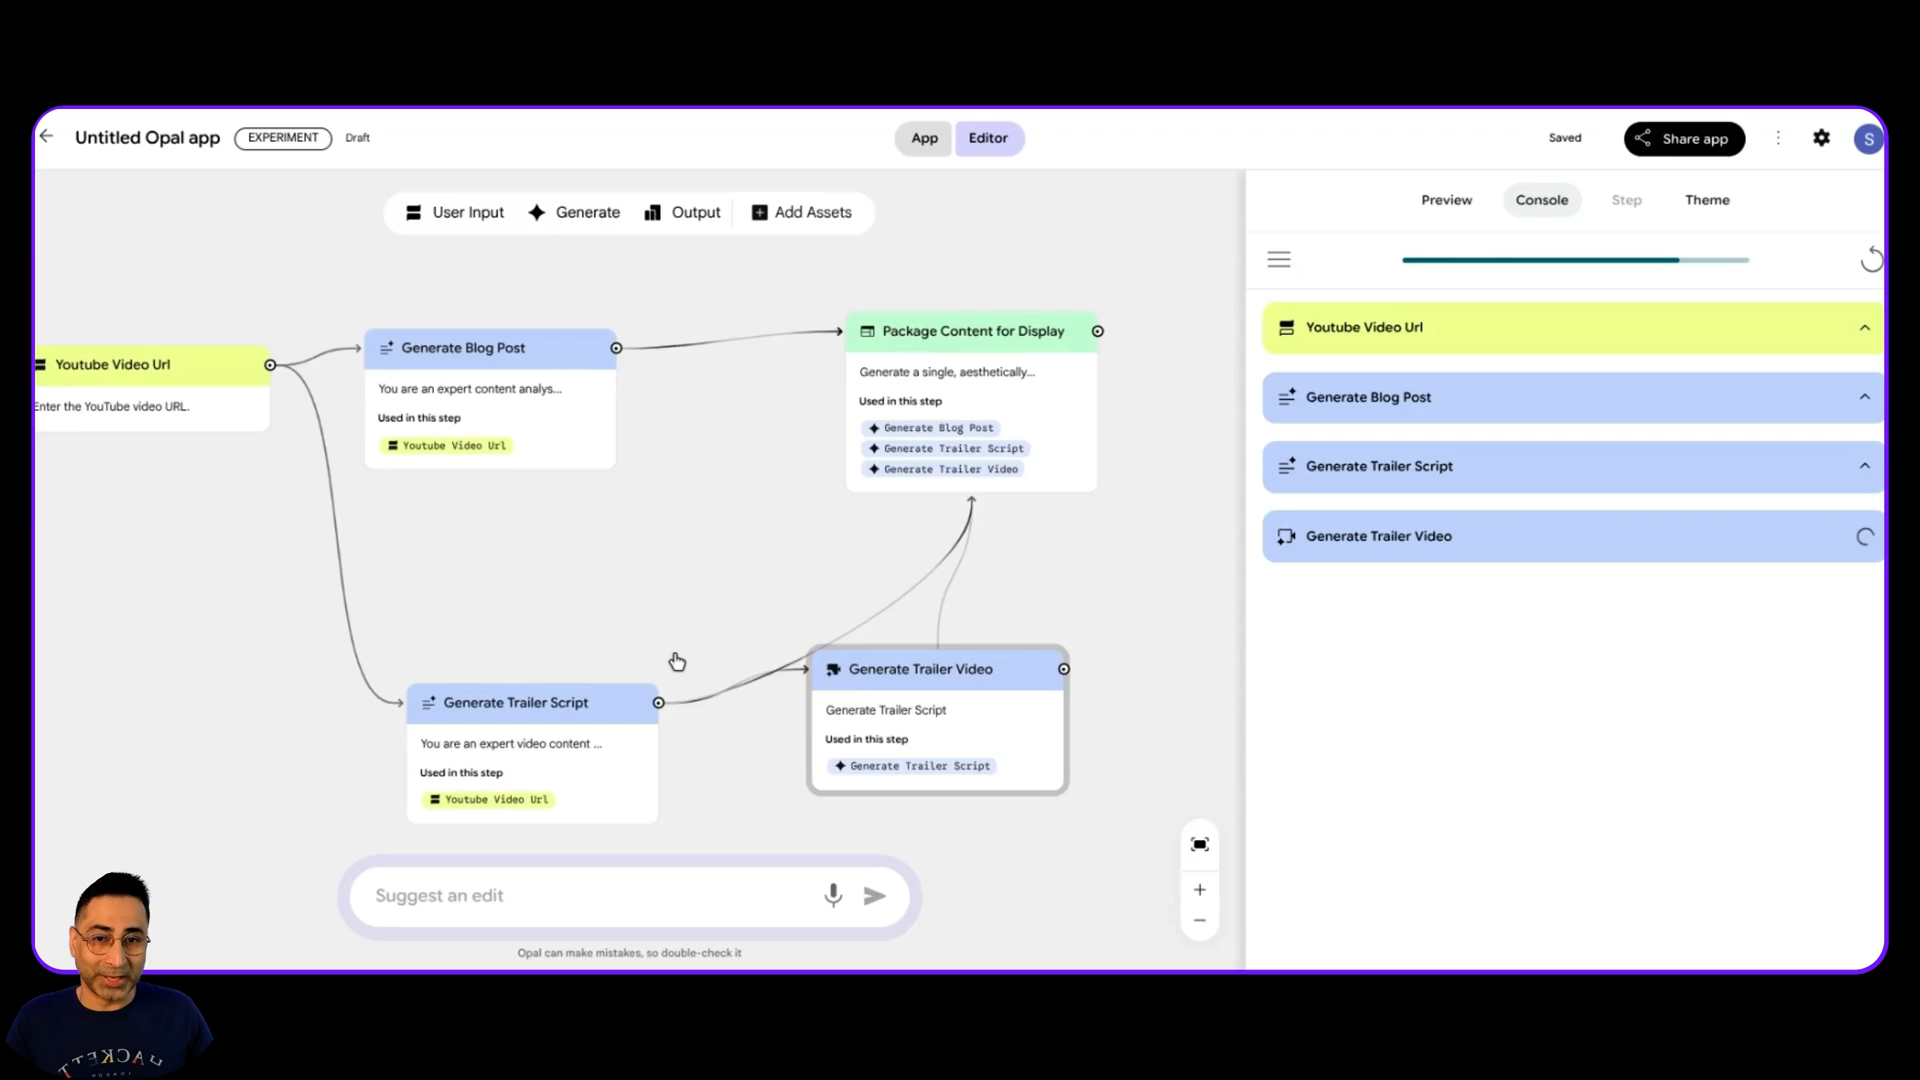 Untitled Opal app
EXPERIMENT
Draft
App
Editor
Saved
Share app
S
User Input
Generate
Output
Add Assets
Preview
Console
Step
Theme
Youtube Video Url
Enter the YouTube video URL.
Generate Blog Post
You are an expert content analys...
Used in this step
Youtube Video Url
Package Content for Display
Generate a single, aesthetically...
Used in this step
Generate Blog Post
Generate Trailer Script
Generate Trailer Video
Generate Trailer Script
You are an expert video content ...
Used in this step
Youtube Video Url
Generate Trailer Video
Generate Trailer Script
Used in this step
Generate Trailer Script
Youtube Video Url
Generate Blog Post
Generate Trailer Script
Generate Trailer Video
Suggest an edit
Opal can make mistakes, so double-check it
HACKETT
LONDON